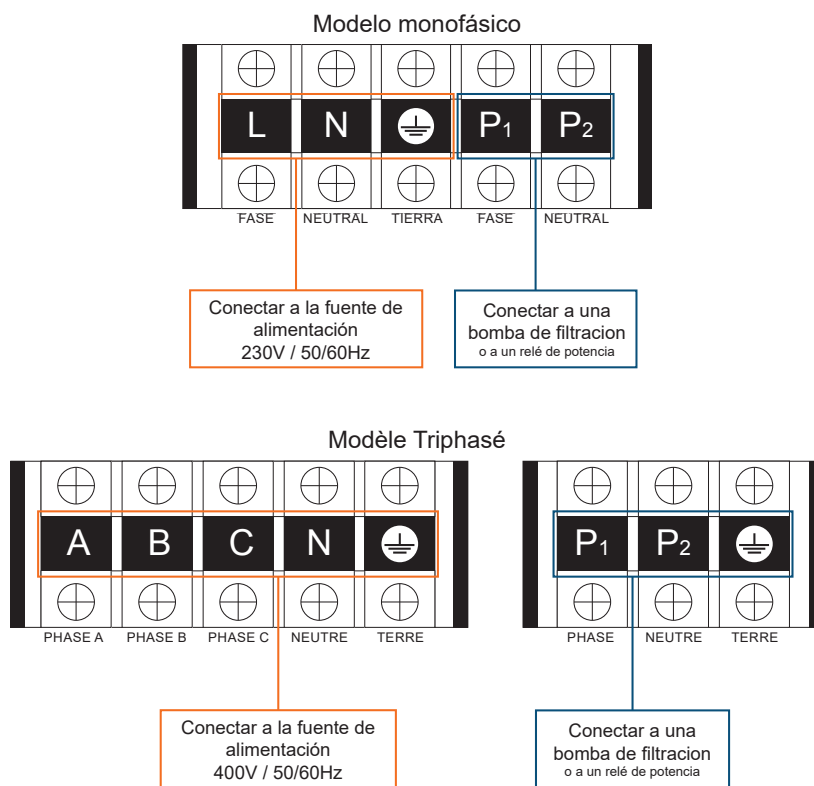 Modelo monofásico
L N P1 P2
FASE NEUTRAL TIERRA FASE NEUTRAL
Conectar a la fuente de
alimentación
230V / 50/60Hz
Conectar a una
bomba de filtracion
o a un relé de potencia
Modèle Triphasé
A B C N P1 P2
PHASE A PHASE B PHASE C NEUTRE TERRE PHASE NEUTRE TERRE
Conectar a la fuente de
alimentación
400V / 50/60Hz
Conectar a una
bomba de filtracion
o a un relé de potencia